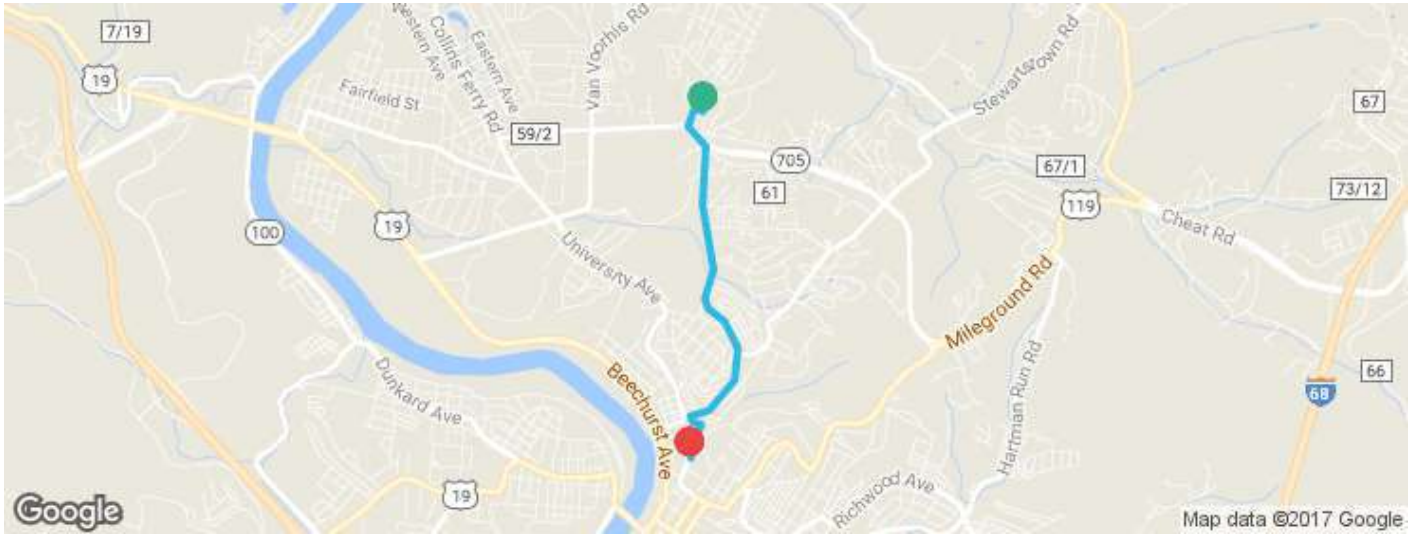 7/19
19
Western Ave
Collins Ferry Rd
Eastern Ave
Van Voorhis Rd
Fairfield St
59/2
Stewartstown Rd
67
705
67/1
61
73/12
119
Cheat Rd
19
100
University Ave
Mileground Rd
Hartman Run Rd
66
68
Beechurst Ave
Dunkard Ave
19
Richwood Ave
Google
Map data ©2017 Google